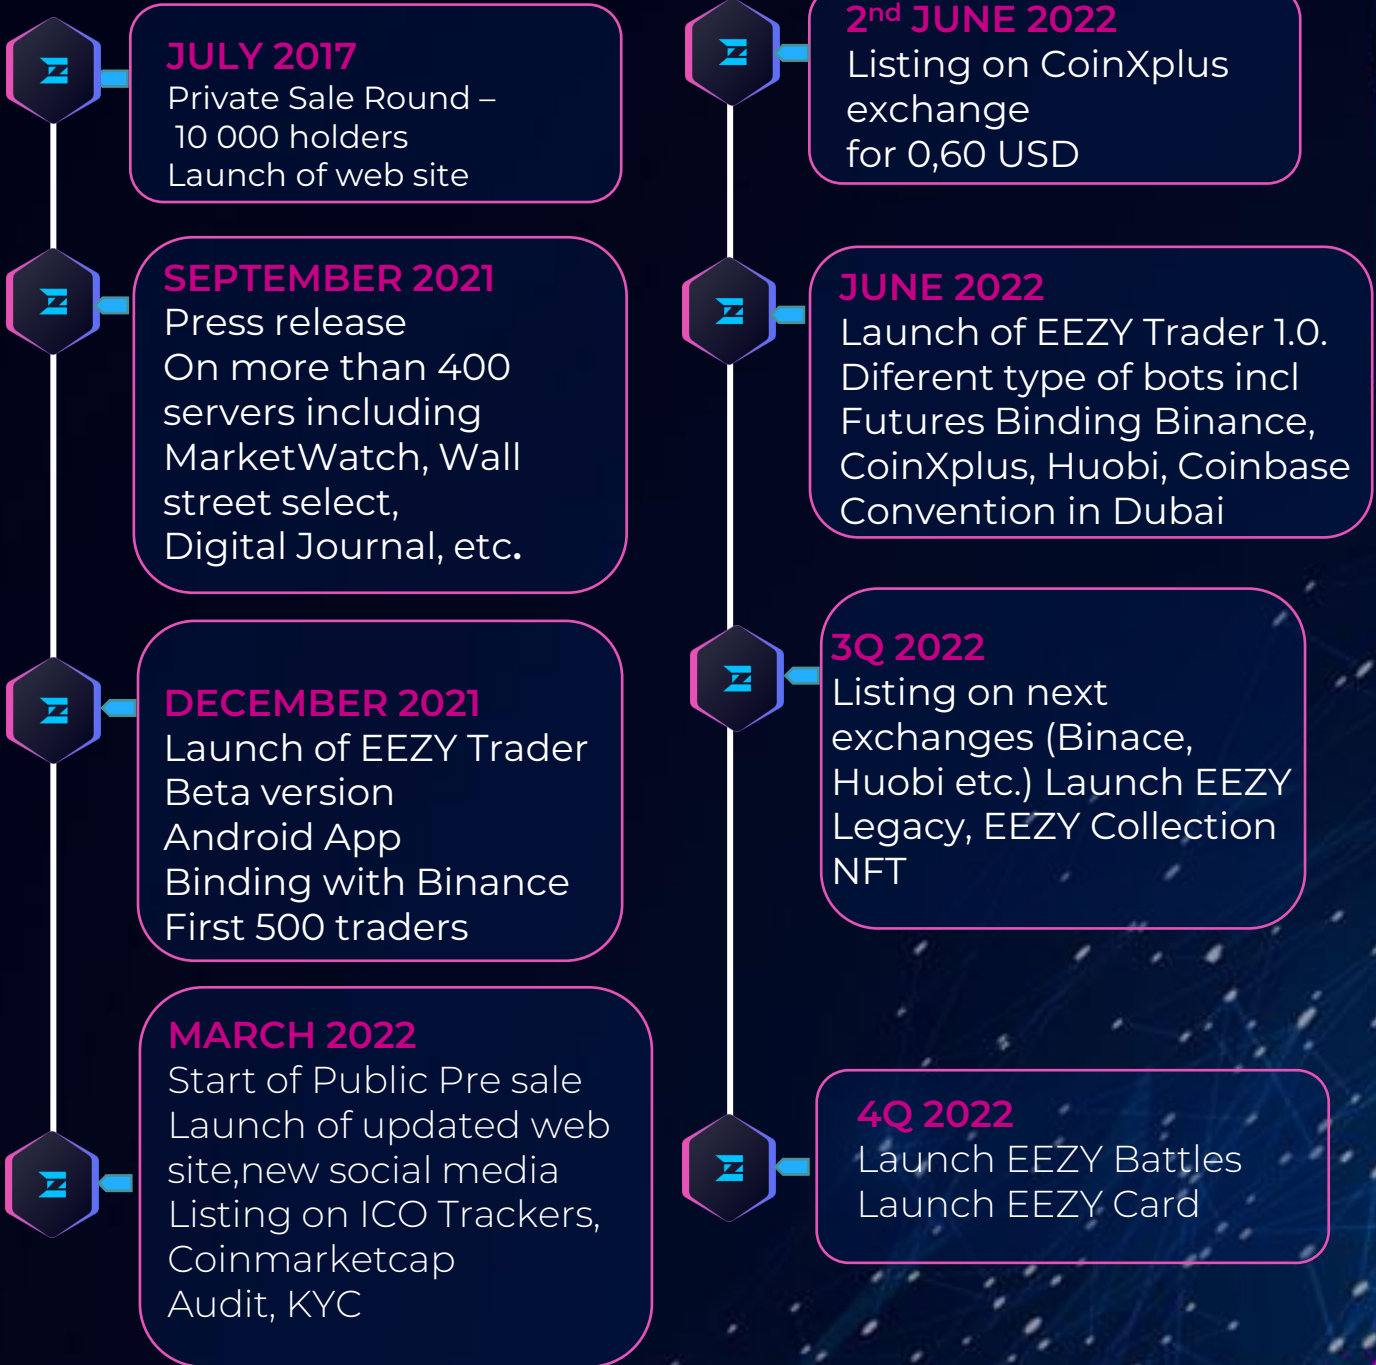 JULY 2017
Private Sale Round –
10 000 holders
Launch of web site
SEPTEMBER 2021
Press release
On more than 400
servers including
MarketWatch, Wall
street select,
Digital Journal, etc.
DECEMBER 2021
Launch of EEZY Trader
Beta version
Android App
Binding with Binance
First 500 traders
MARCH 2022
Start of Public Pre sale
Launch of updated web
site,new social media
Listing on ICO Trackers,
Coinmarketcap
Audit, KYC
2nd JUNE 2022
Listing on CoinXplus
exchange
for 0,60 USD
JUNE 2022
Launch of EEZY Trader 1.0.
Diferent type of bots incl
Futures Binding Binance,
CoinXplus, Huobi, Coinbase
Convention in Dubai
3Q 2022
Listing on next
exchanges (Binace,
Huobi etc.) Launch EEZY
Legacy, EEZY Collection
NFT
4Q 2022
Launch EEZY Battles
Launch EEZY Card